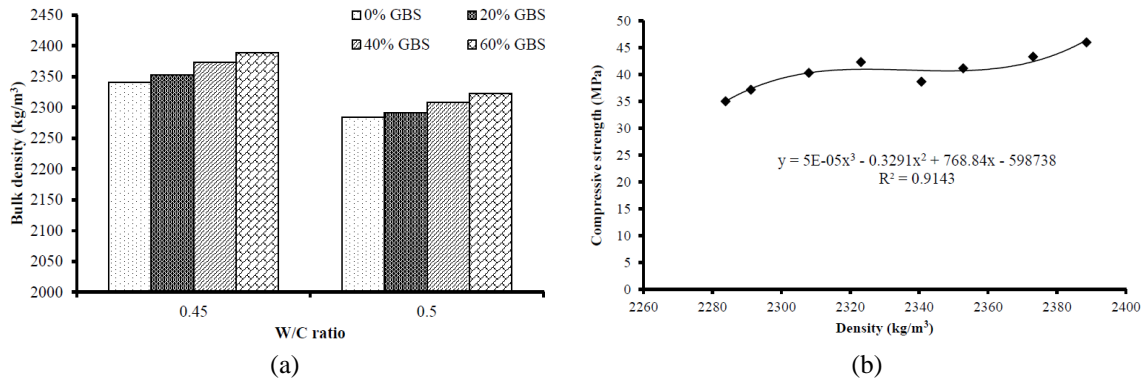 2450
2400
2350
2300
2250
2200
2150
2100
2050
2000
Bulk density (kg/m³)
0% GBS 20% GBS
40% GBS 60% GBS
0.45 0.5
W/C ratio
(a)
50
45
40
35
30
25
20
15
10
5
0
Compressive strength (MPa)
y = 5E-05x³ - 0.3291x² + 768.84x - 598738
R² = 0.9143
2260 2280 2300 2320 2340 2360 2380 2400
Density (kg/m³)
(b)